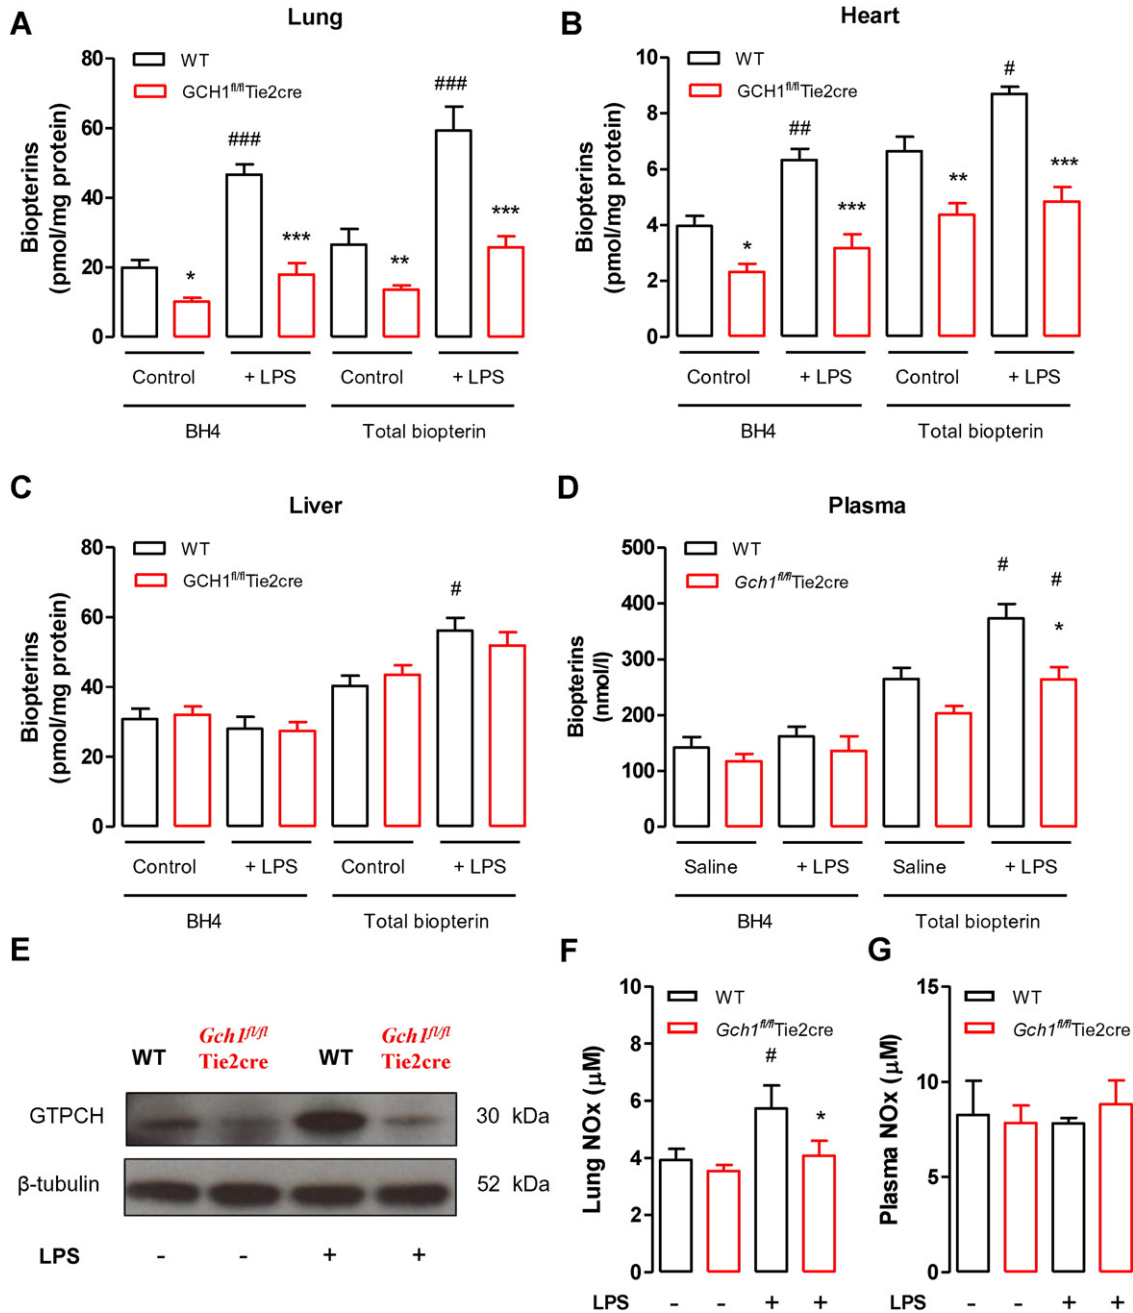 A
Lung
WT
GCH1fl/flTie2cre
Biopterins
(pmol/mg protein)
80
60
40
20
0
*
###
***
**
###
***
Control
+ LPS
Control
+ LPS
BH4
Total biopterin
B
Heart
WT
GCH1fl/flTie2cre
Biopterins
(pmol/mg protein)
10
8
6
4
2
0
*
##
***
**
#
***
Control
+ LPS
Control
+ LPS
BH4
Total biopterin
C
Liver
WT
GCH1fl/flTie2cre
Biopterins
(pmol/mg protein)
80
60
40
20
0
#
Control
+ LPS
Control
+ LPS
BH4
Total biopterin
D
Plasma
WT
Gch1fl/flTie2cre
Biopterins
(nmol/l)
500
400
300
200
100
0
#
#
*
Saline
+ LPS
Saline
+ LPS
BH4
Total biopterin
E
WT
Gch1fl/fl
Tie2cre
WT
Gch1fl/fl
Tie2cre
GTPCH
30 kDa
β-tubulin
52 kDa
LPS - - + +
F
WT
Gch1fl/flTie2cre
Lung NOx (μM)
10
8
6
4
2
0
#
*
LPS - - + +
G
WT
Gch1fl/flTie2cre
Plasma NOx (μM)
15
10
5
0
- - + +